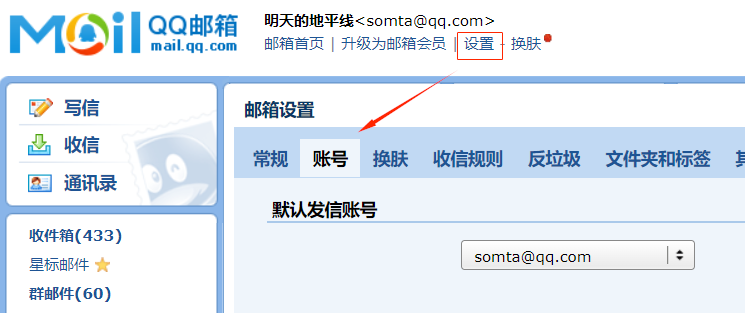 Mail QQ邮箱
mail.qq.com
明天的地平线<somta@qq.com>
邮箱首页 | 升级为邮箱会员 | 设置 - 换肤
写信
收信
通讯录
收件箱(433)
星标邮件
群邮件(60)
邮箱设置
常规 账号 换肤 收信规则 反垃圾 文件夹和标签
默认发信账号
somta@qq.com